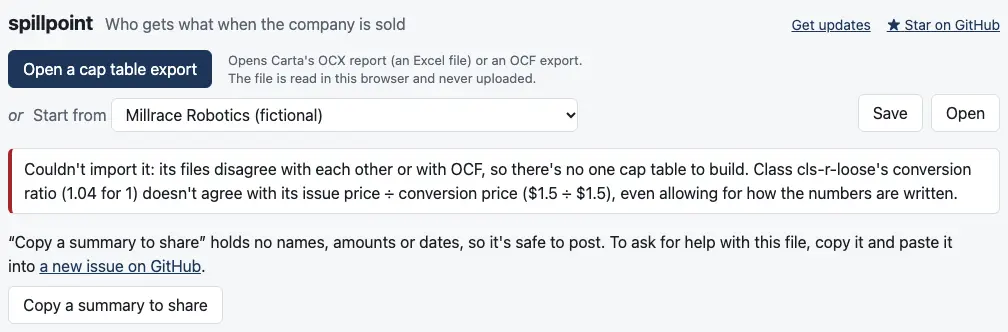 spillpoint Who gets what when the company is sold
Get updates ★ Star on GitHub
Open a cap table export
Opens Carta's OCX report (an Excel file) or an OCF export.
The file is read in this browser and never uploaded.
or Start from Millrace Robotics (fictional)
Save Open
Couldn't import it: its files disagree with each other or with OCF, so there's no one cap table to build. Class cls-r-loose's conversion
ratio (1.04 for 1) doesn't agree with its issue price ÷ conversion price ($1.5 ÷ $1.5), even allowing for how the numbers are written.
“Copy a summary to share” holds no names, amounts or dates, so it's safe to post. To ask for help with this file, copy it and paste it
into a new issue on GitHub.
Copy a summary to share